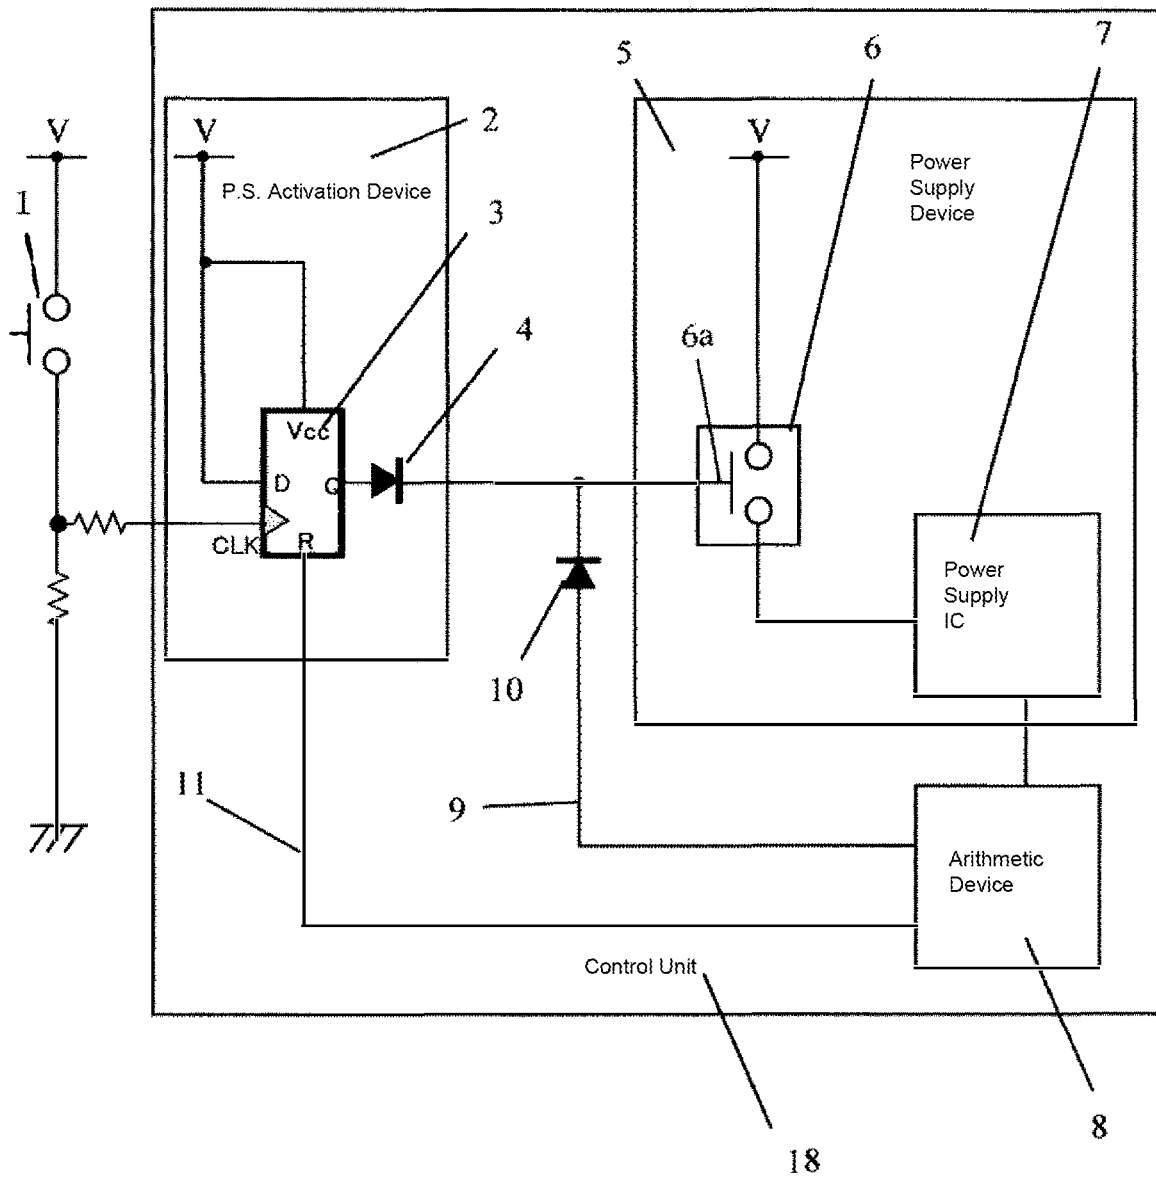 7
6
5
V
V
2
V
Power
Supply
Device
P.S. Activation Device
1
3
4
6a
Vcc
D
Q
CLK
R
Power
Supply
IC
10
11
9
Arithmetic
Device
Control Unit
8
18